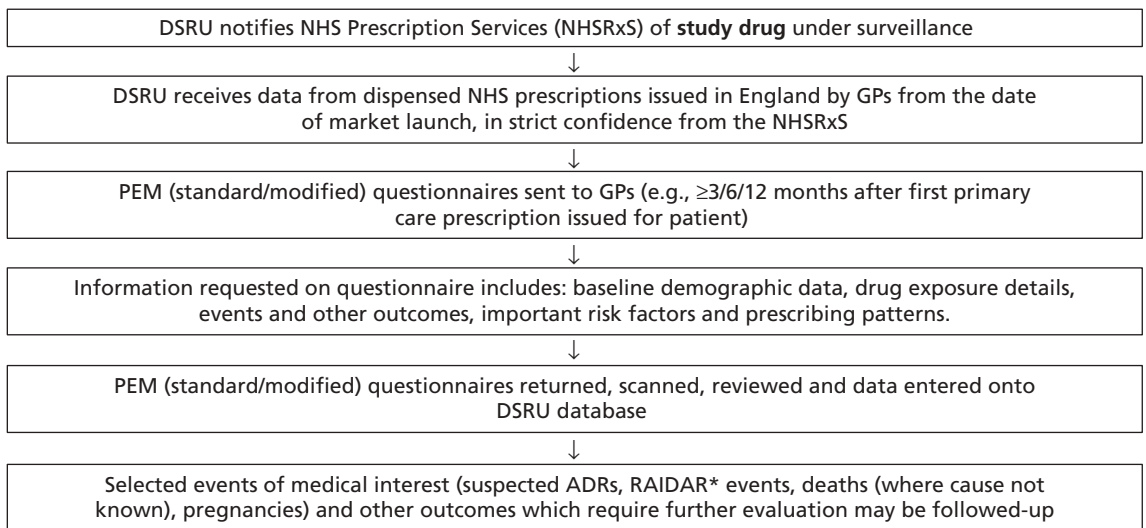 DSRU notifies NHS Prescription Services (NHSRxS) of study drug under surveillance
↓
DSRU receives data from dispensed NHS prescriptions issued in England by GPs from the date
of market launch, in strict confidence from the NHSRxS
↓
PEM (standard/modified) questionnaires sent to GPs (e.g., ≥3/6/12 months after first primary
care prescription issued for patient)
↓
Information requested on questionnaire includes: baseline demographic data, drug exposure details,
events and other outcomes, important risk factors and prescribing patterns.
↓
PEM (standard/modified) questionnaires returned, scanned, reviewed and data entered onto
DSRU database
↓
Selected events of medical interest (suspected ADRs, RAIDAR* events, deaths (where cause not
known), pregnancies) and other outcomes which require further evaluation may be followed-up